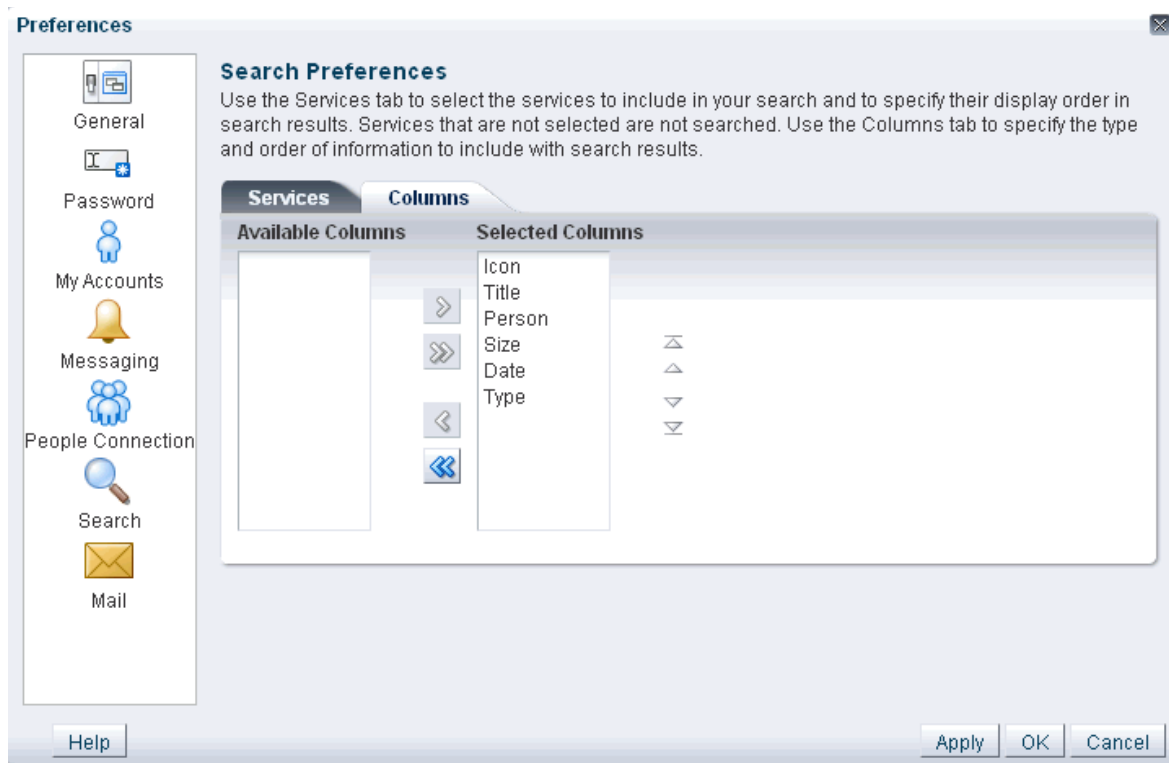 Preferences
General
Password
My Accounts
Messaging
People Connection
Search
Mail
Search Preferences
Use the Services tab to select the services to include in your search and to specify their display order in
search results. Services that are not selected are not searched. Use the Columns tab to specify the type
and order of information to include with search results.
Services Columns
Available Columns Selected Columns
Icon
Title
Person
Size
Date
Type
Help Apply OK Cancel